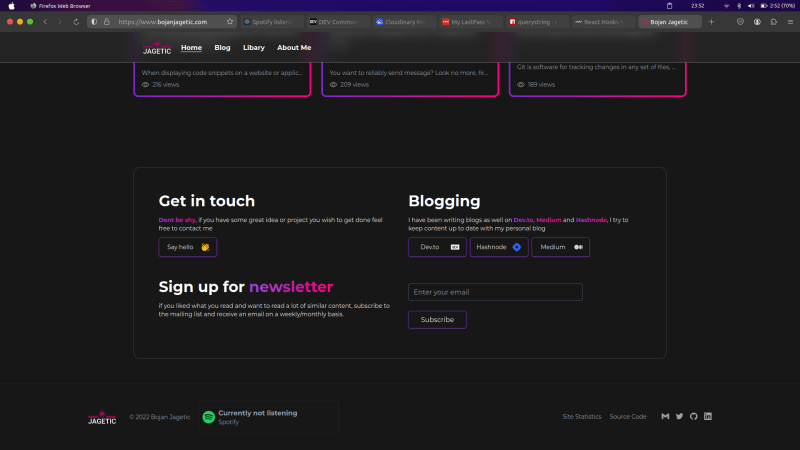 Firefox Web Browser
23:52
2:52 (70%)
https://www.bojanjagetic.com
Spotify listen
DEV Commun
Cloudinary
My LastPass V
querystring
React Hooks
Bojan Jagetic
JAGETIC
Home
Blog
Libary
About Me
When displaying code snippets on a website or applic...
You want to reliably send message? Look no more, fir...
Git is software for tracking changes in any set of files, ...
216 views
209 views
189 views
Get in touch
Dont be shy, if you have some great idea or project you wish to get done feel
free to contact me
Say hello
Blogging
I have been writing blogs as well on Dev.to, Medium and Hashnode, I try to
keep content up to date with my personal blog
Dev.to
Hashnode
Medium
Sign up for newsletter
if you liked what you read and want to read a lot of similar content, subscribe to
the mailing list and receive an email on a weekly/monthly basis.
Enter your email
Subscribe
JAGETIC
© 2022 Bojan Jagetic
Currently not listening
Spotify
Site Statistics
Source Code